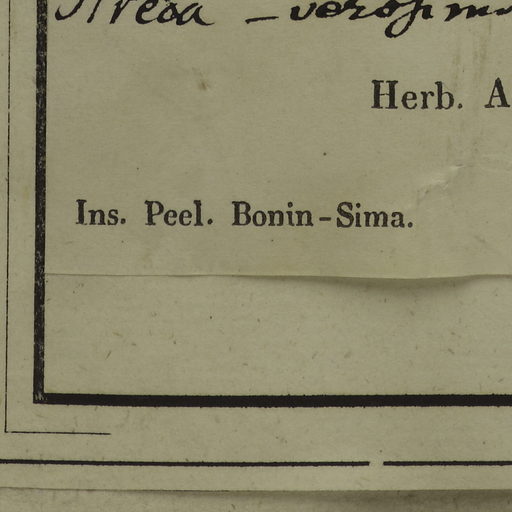 Herb. A
Ins. Peel. Bonin-Sima.